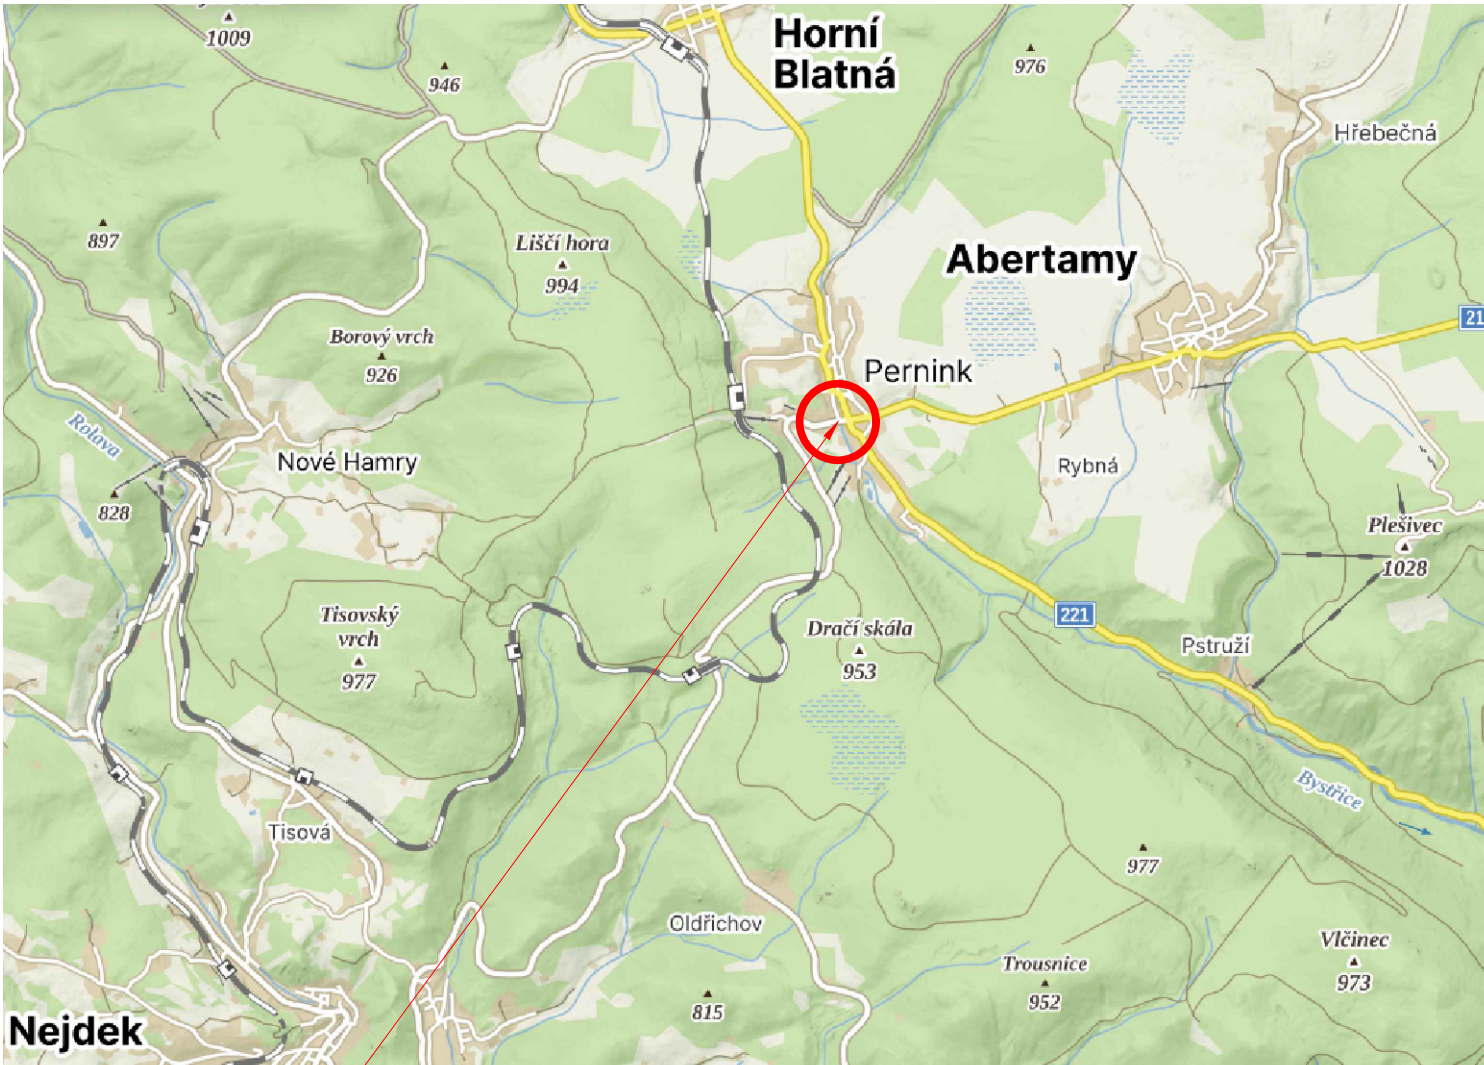 1009
Horní
Blatná
946
976
Hřebečná
897
Liščí hora
994
Abertamy
21
Borový vrch
926
Pernink
Rolava
Nové Hamry
Rybná
828
Plešivec
1028
Tisovský
vrch
977
Dračí skála
953
221
Pstruží
Bystřice
Tisová
977
Oldřichov
Vlčinec
973
Trousnice
952
815
Nejdek